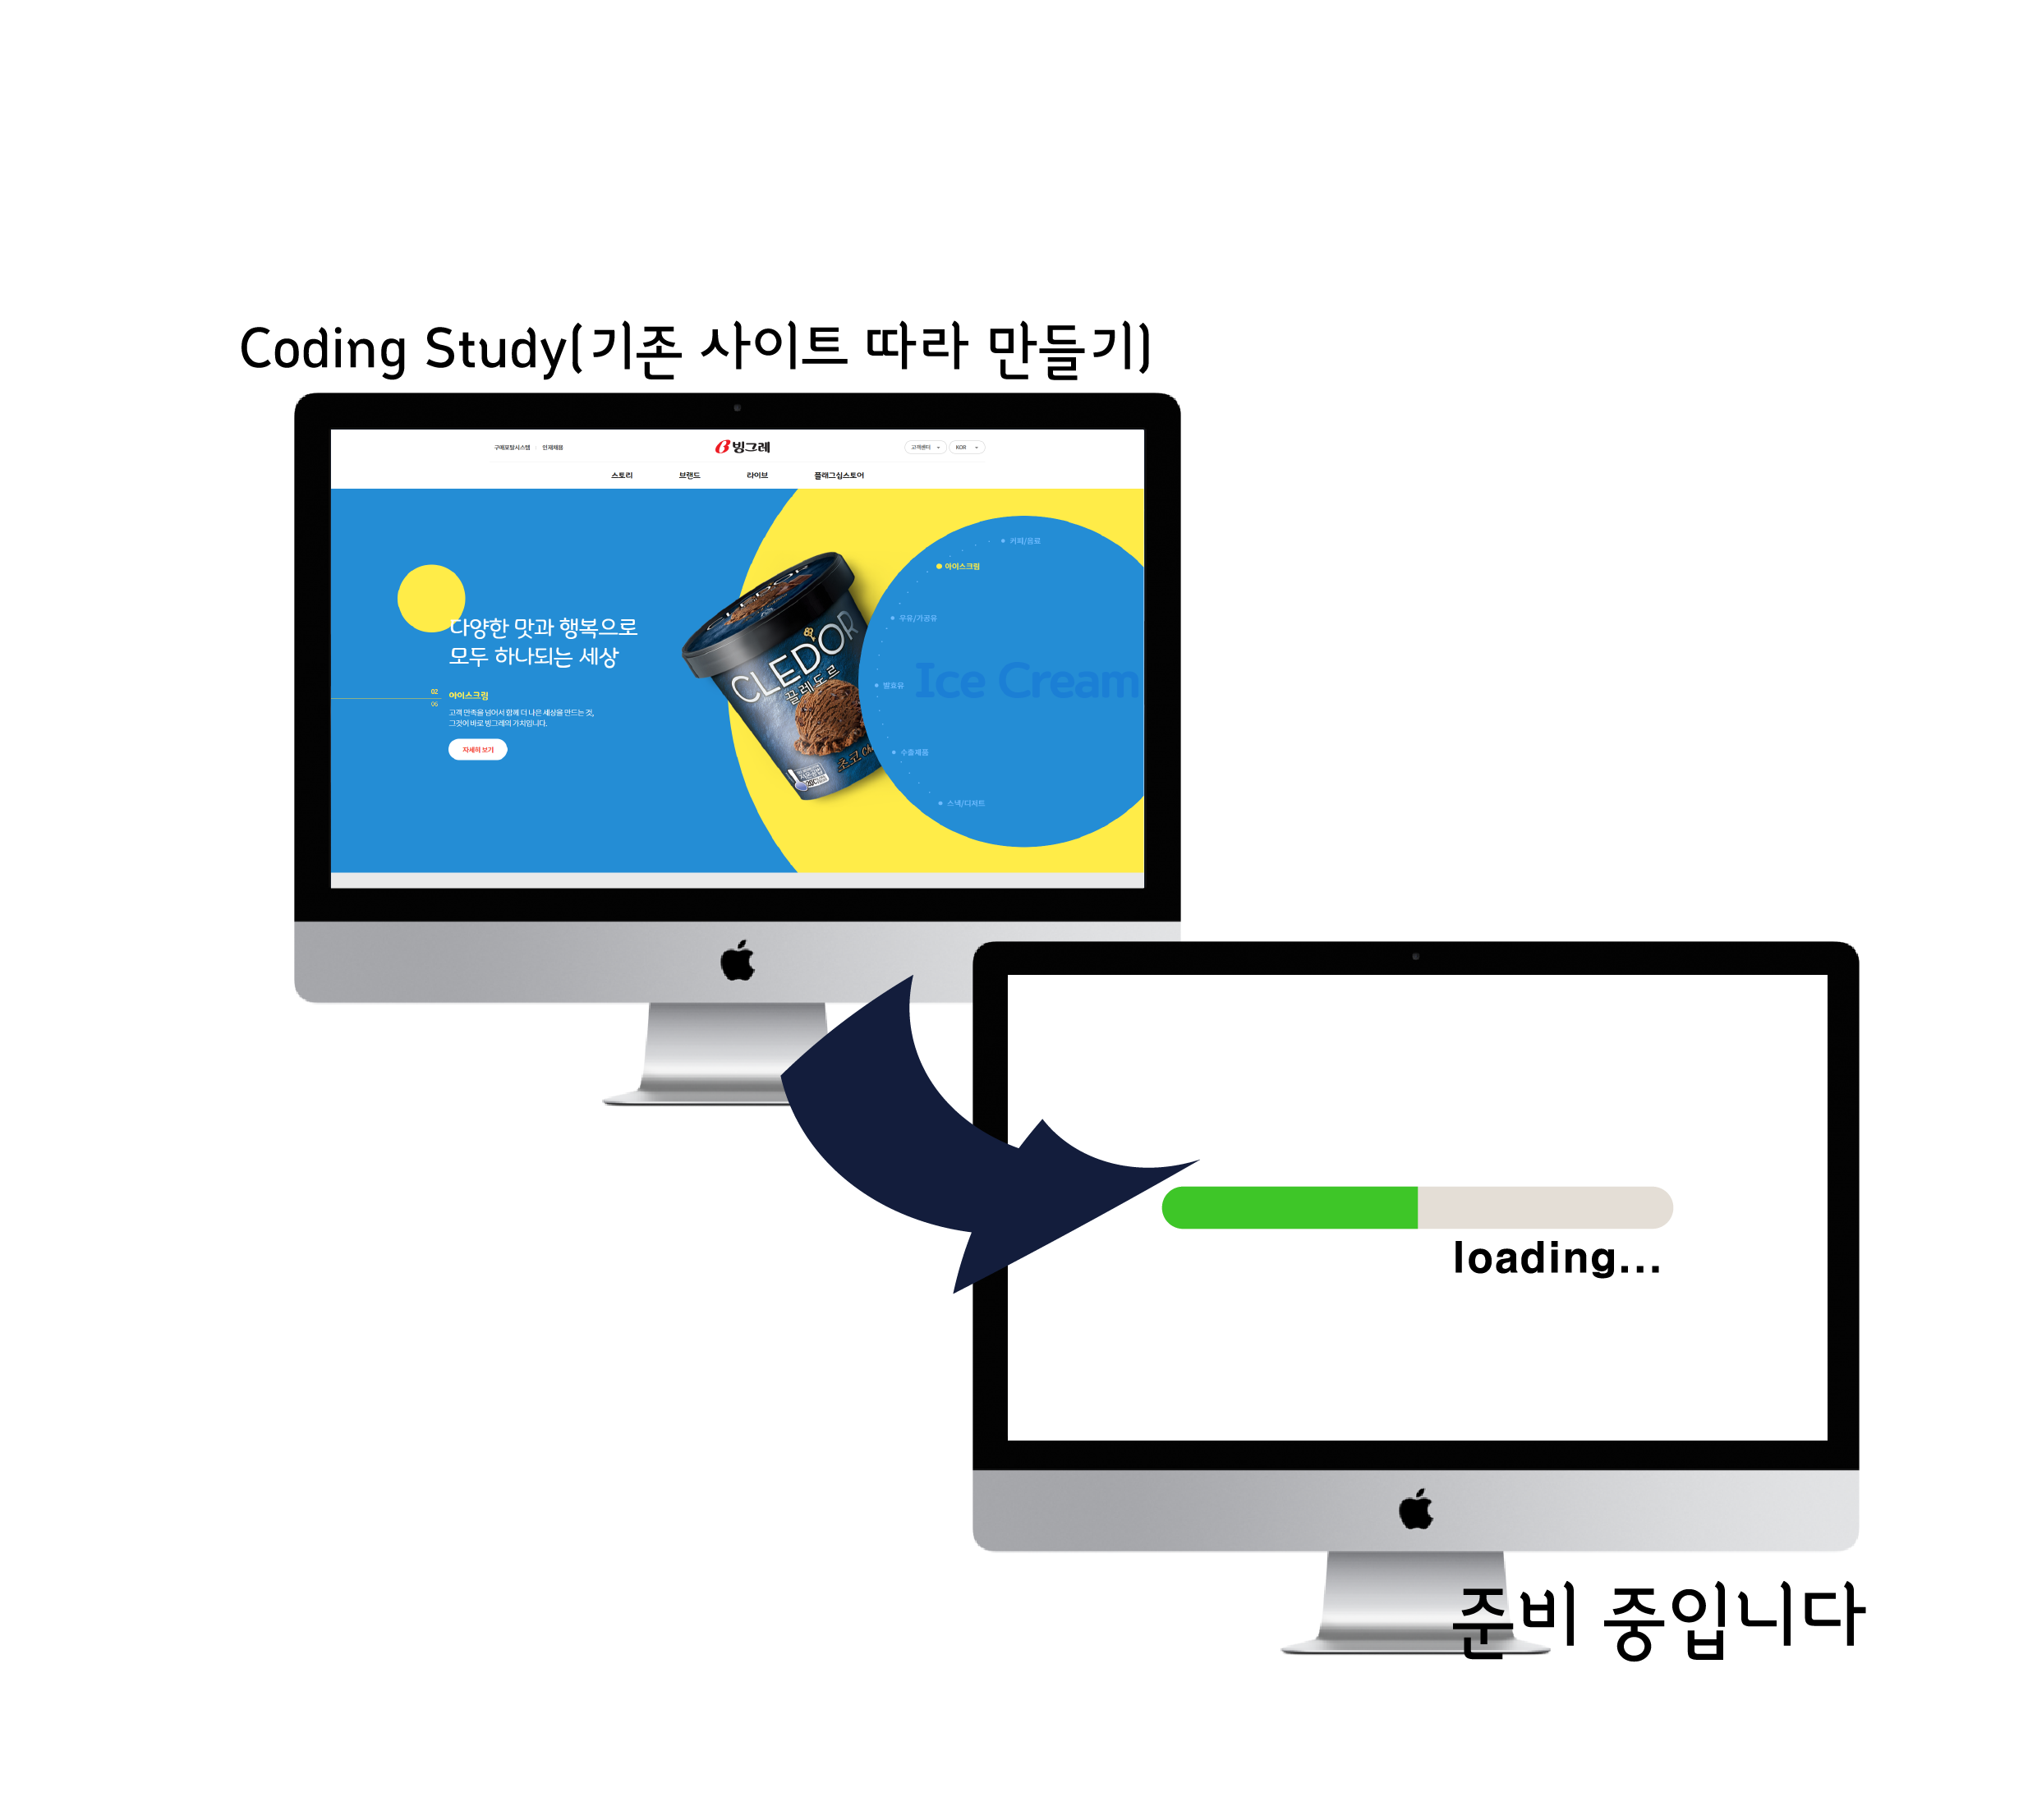 Coding Study(기존 사이트 따라 만들기)
구매포털시스템 인재채용
빙그레
고객센터 KOR
스토리 브랜드 라이브 플래그십스토어
커피/음료
아이스크림
우유/가공유
발효유
Ice Cream
수출제품
스낵/디저트
다양한 맛과 행복으로
모두 하나되는 세상
02
06
아이스크림
고객 만족을 넘어서 함께 더 나은 세상을 만드는 것,
그것이 바로 빙그레의 가치입니다.
자세히 보기
CLEDOR
끌레도르
초코
loading...
준비 중입니다